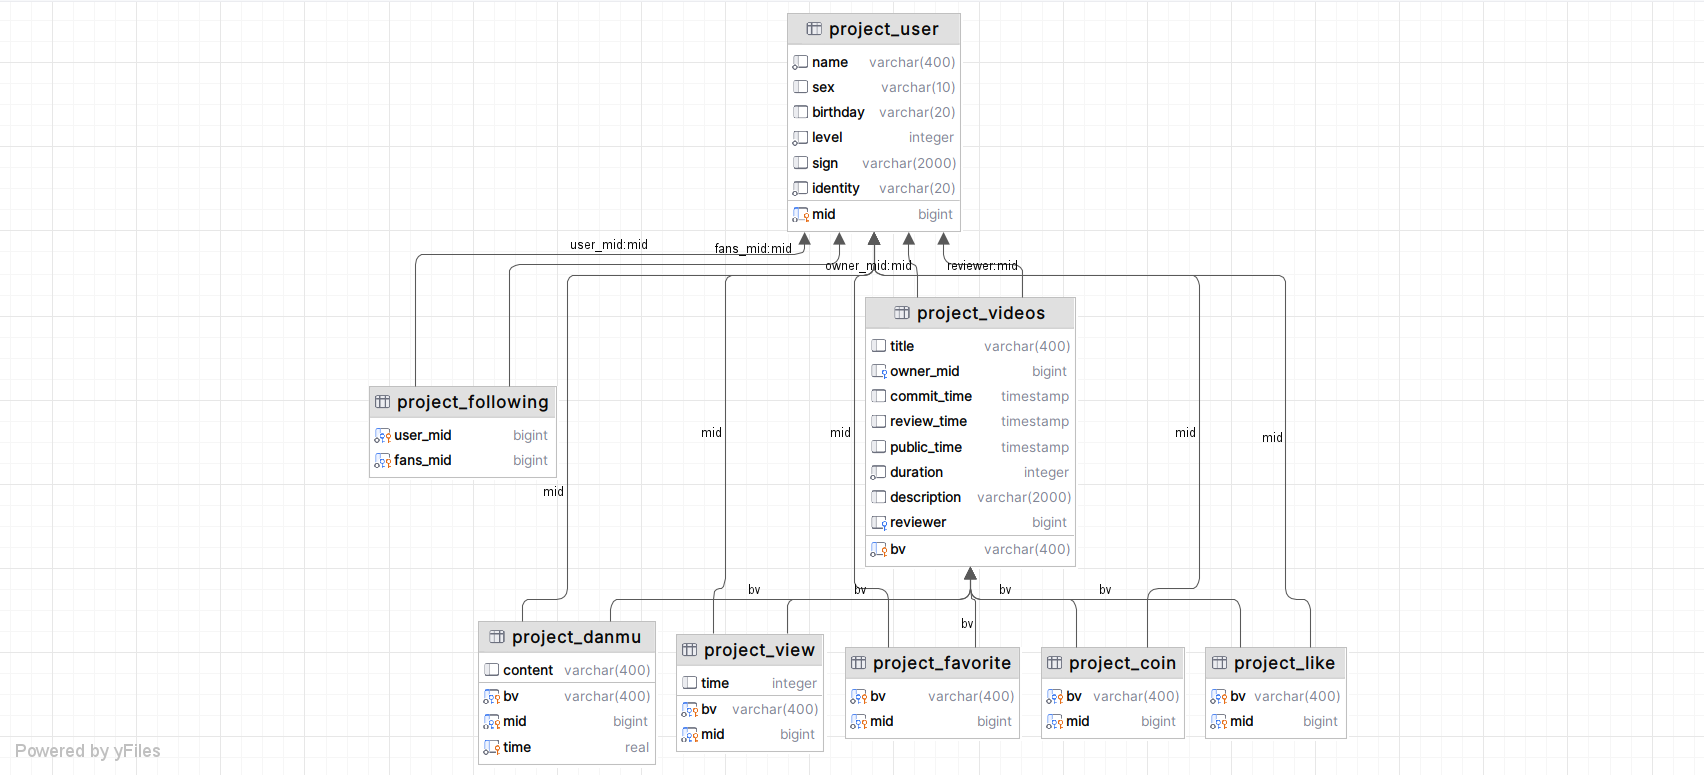 project_user
name varchar(400)
sex varchar(10)
birthday varchar(20)
level integer
sign varchar(2000)
identity varchar(20)
mid bigint
user_mid:mid
fans_mid:mid
owner_mid:mid
reviewer:mid
project_videos
title varchar(400)
owner_mid bigint
commit_time timestamp
review_time timestamp
public_time timestamp
duration integer
description varchar(2000)
reviewer bigint
bv varchar(400)
project_following
user_mid bigint
fans_mid bigint
mid
mid
mid
mid
mid
bv
bv
bv
bv
bv
project_danmu
content varchar(400)
bv varchar(400)
mid bigint
time real
project_view
time integer
bv varchar(400)
mid bigint
project_favorite
bv varchar(400)
mid bigint
project_coin
bv varchar(400)
mid bigint
project_like
bv varchar(400)
mid bigint
Powered by yFiles